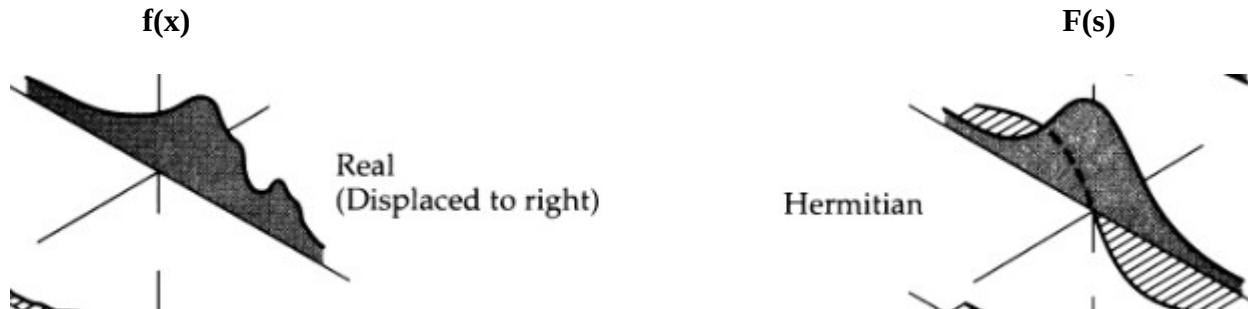 f(x)
F(s)
Real
(Displaced to right)
Hermitian